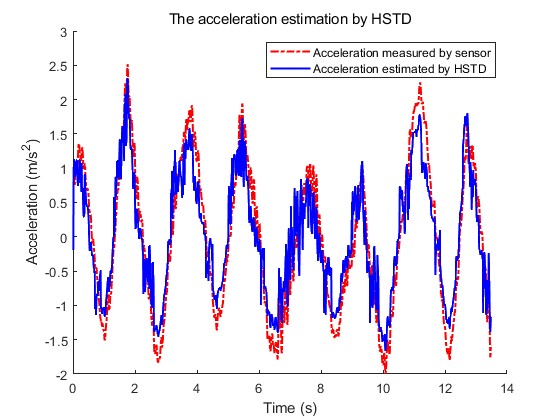 The acceleration estimation by HSTD
Acceleration measured by sensor
Acceleration estimated by HSTD
Acceleration (m/s²)
3
2.5
2
1.5
1
0.5
0
-0.5
-1
-1.5
-2
0 2 4 6 8 10 12 14
Time (s)